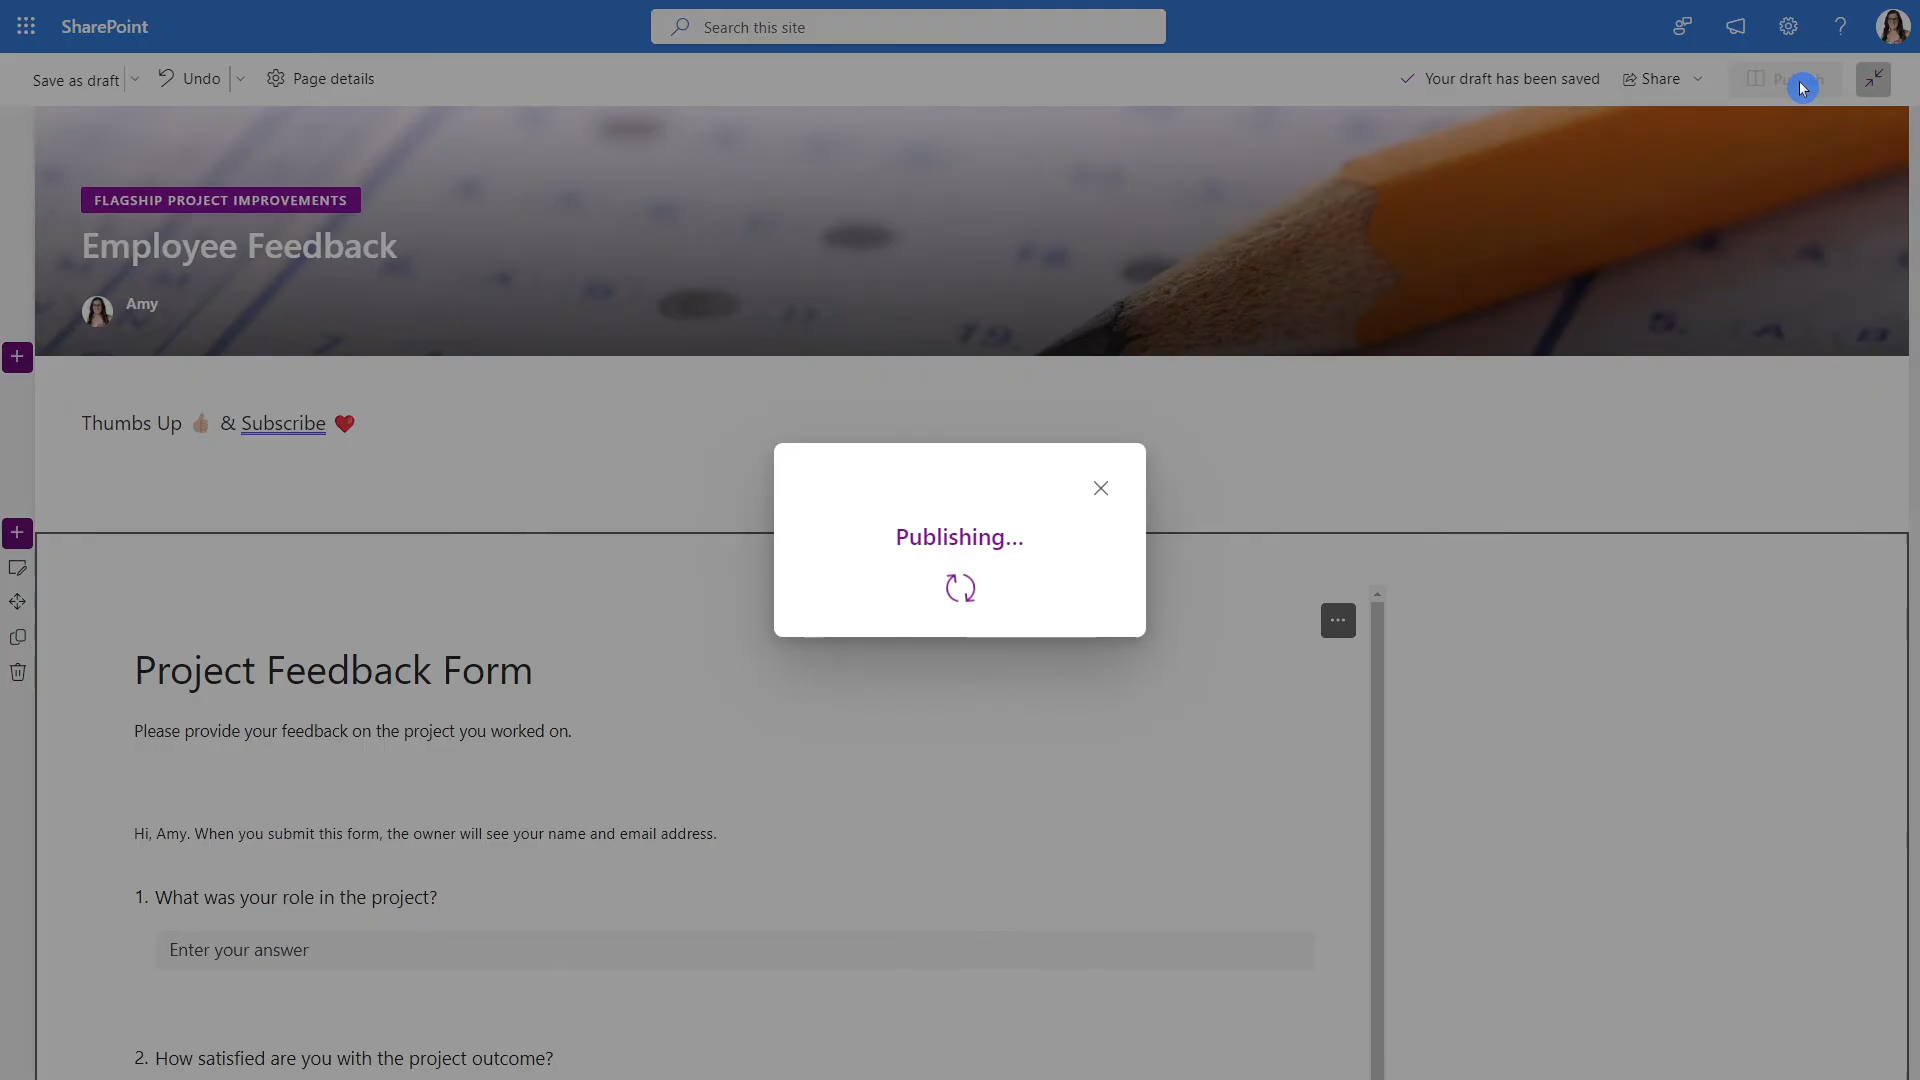 SharePoint
Search this site
Save as draft
Undo
Page details
Your draft has been saved
Share
FLAGSHIP PROJECT IMPROVEMENTS
Employee Feedback
Amy
Thumbs Up 👍🏻 & Subscribe ❤️
Publishing...
Project Feedback Form
Please provide your feedback on the project you worked on.
Hi, Amy. When you submit this form, the owner will see your name and email address.
1. What was your role in the project?
Enter your answer
2. How satisfied are you with the project outcome?